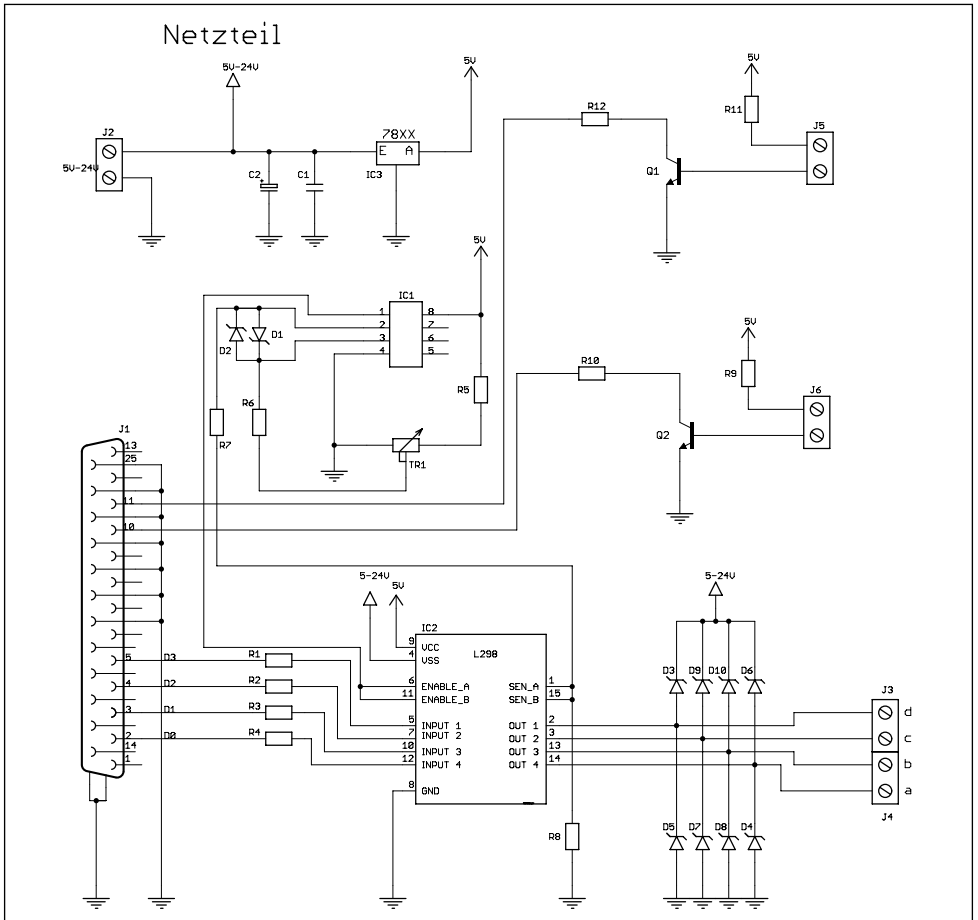 Netzteil
5V-24V
5V
5V
R11
R12
J5
J2
78XX
E A
5V-24V
C2
+
C1
IC3
Q1
5V
IC1
1
2
3
4
8
7
6
5
D1
D2
5V
R10
R9
J6
R5
R6
R7
Q2
TR1
J1
13
25
11
10
5-24V
5V
5-24V
IC2
L298
9
VCC
4
VSS
5
D3
R1
4
D2
R2
3
D1
R3
2
D0
R4
14
1
6
ENABLE_A
11
ENABLE_B
5
INPUT 1
7
INPUT 2
10
INPUT 3
12
INPUT 4
8
GND
SEN_A
1
SEN_B
15
OUT 1
2
OUT 2
3
OUT 3
13
OUT 4
14
D3
D9
D10
D6
J3
d
c
b
a
J4
R8
D5
D7
D8
D4